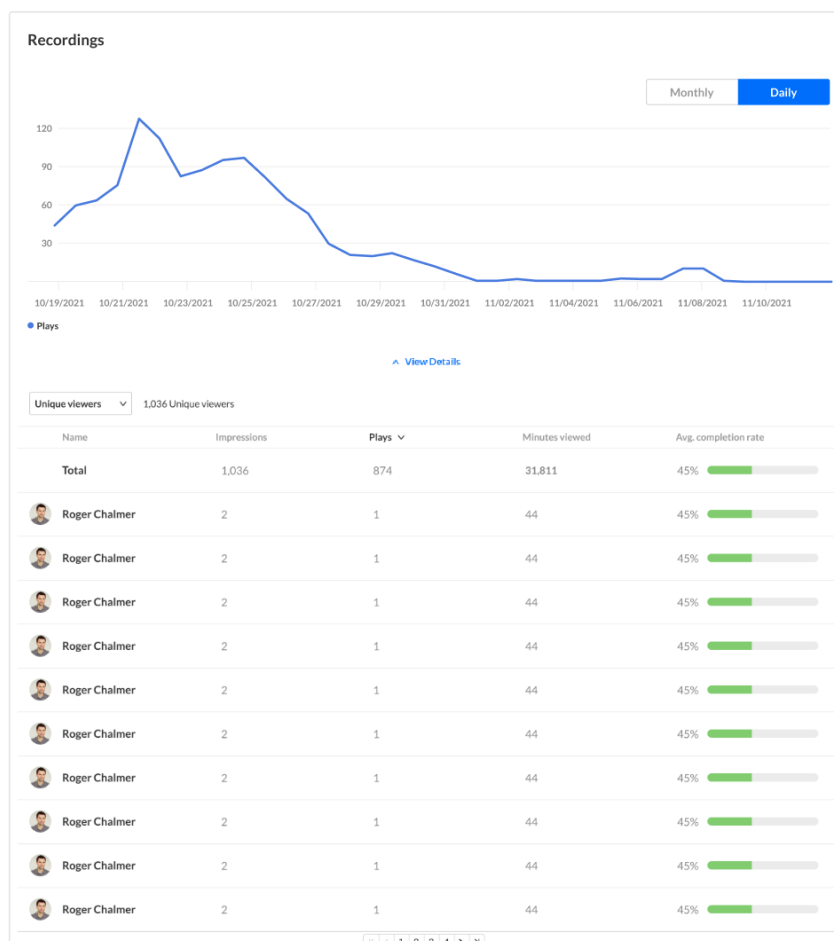 Recordings
Monthly Daily
120
90
60
30
10/19/2021 10/21/2021 10/23/2021 10/25/2021 10/27/2021 10/29/2021 10/31/2021 11/02/2021 11/04/2021 11/06/2021 11/08/2021 11/10/2021
Plays
View Details
Unique viewers 1,036 Unique viewers
Name Impressions Plays Minutes viewed Avg. completion rate
Total 1,036 874 31,811 45%
Roger Chalmer 2 1 44 45%
Roger Chalmer 2 1 44 45%
Roger Chalmer 2 1 44 45%
Roger Chalmer 2 1 44 45%
Roger Chalmer 2 1 44 45%
Roger Chalmer 2 1 44 45%
Roger Chalmer 2 1 44 45%
Roger Chalmer 2 1 44 45%
Roger Chalmer 2 1 44 45%
Roger Chalmer 2 1 44 45%